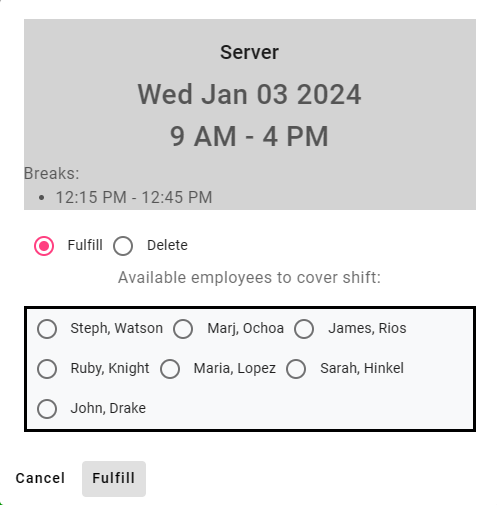 Server
Wed Jan 03 2024
9 AM - 4 PM
Breaks:
• 12:15 PM - 12:45 PM
Fulfill Delete
Available employees to cover shift:
Steph, Watson Marj, Ochoa James, Rios
Ruby, Knight Maria, Lopez Sarah, Hinkel
John, Drake
Cancel Fulfill